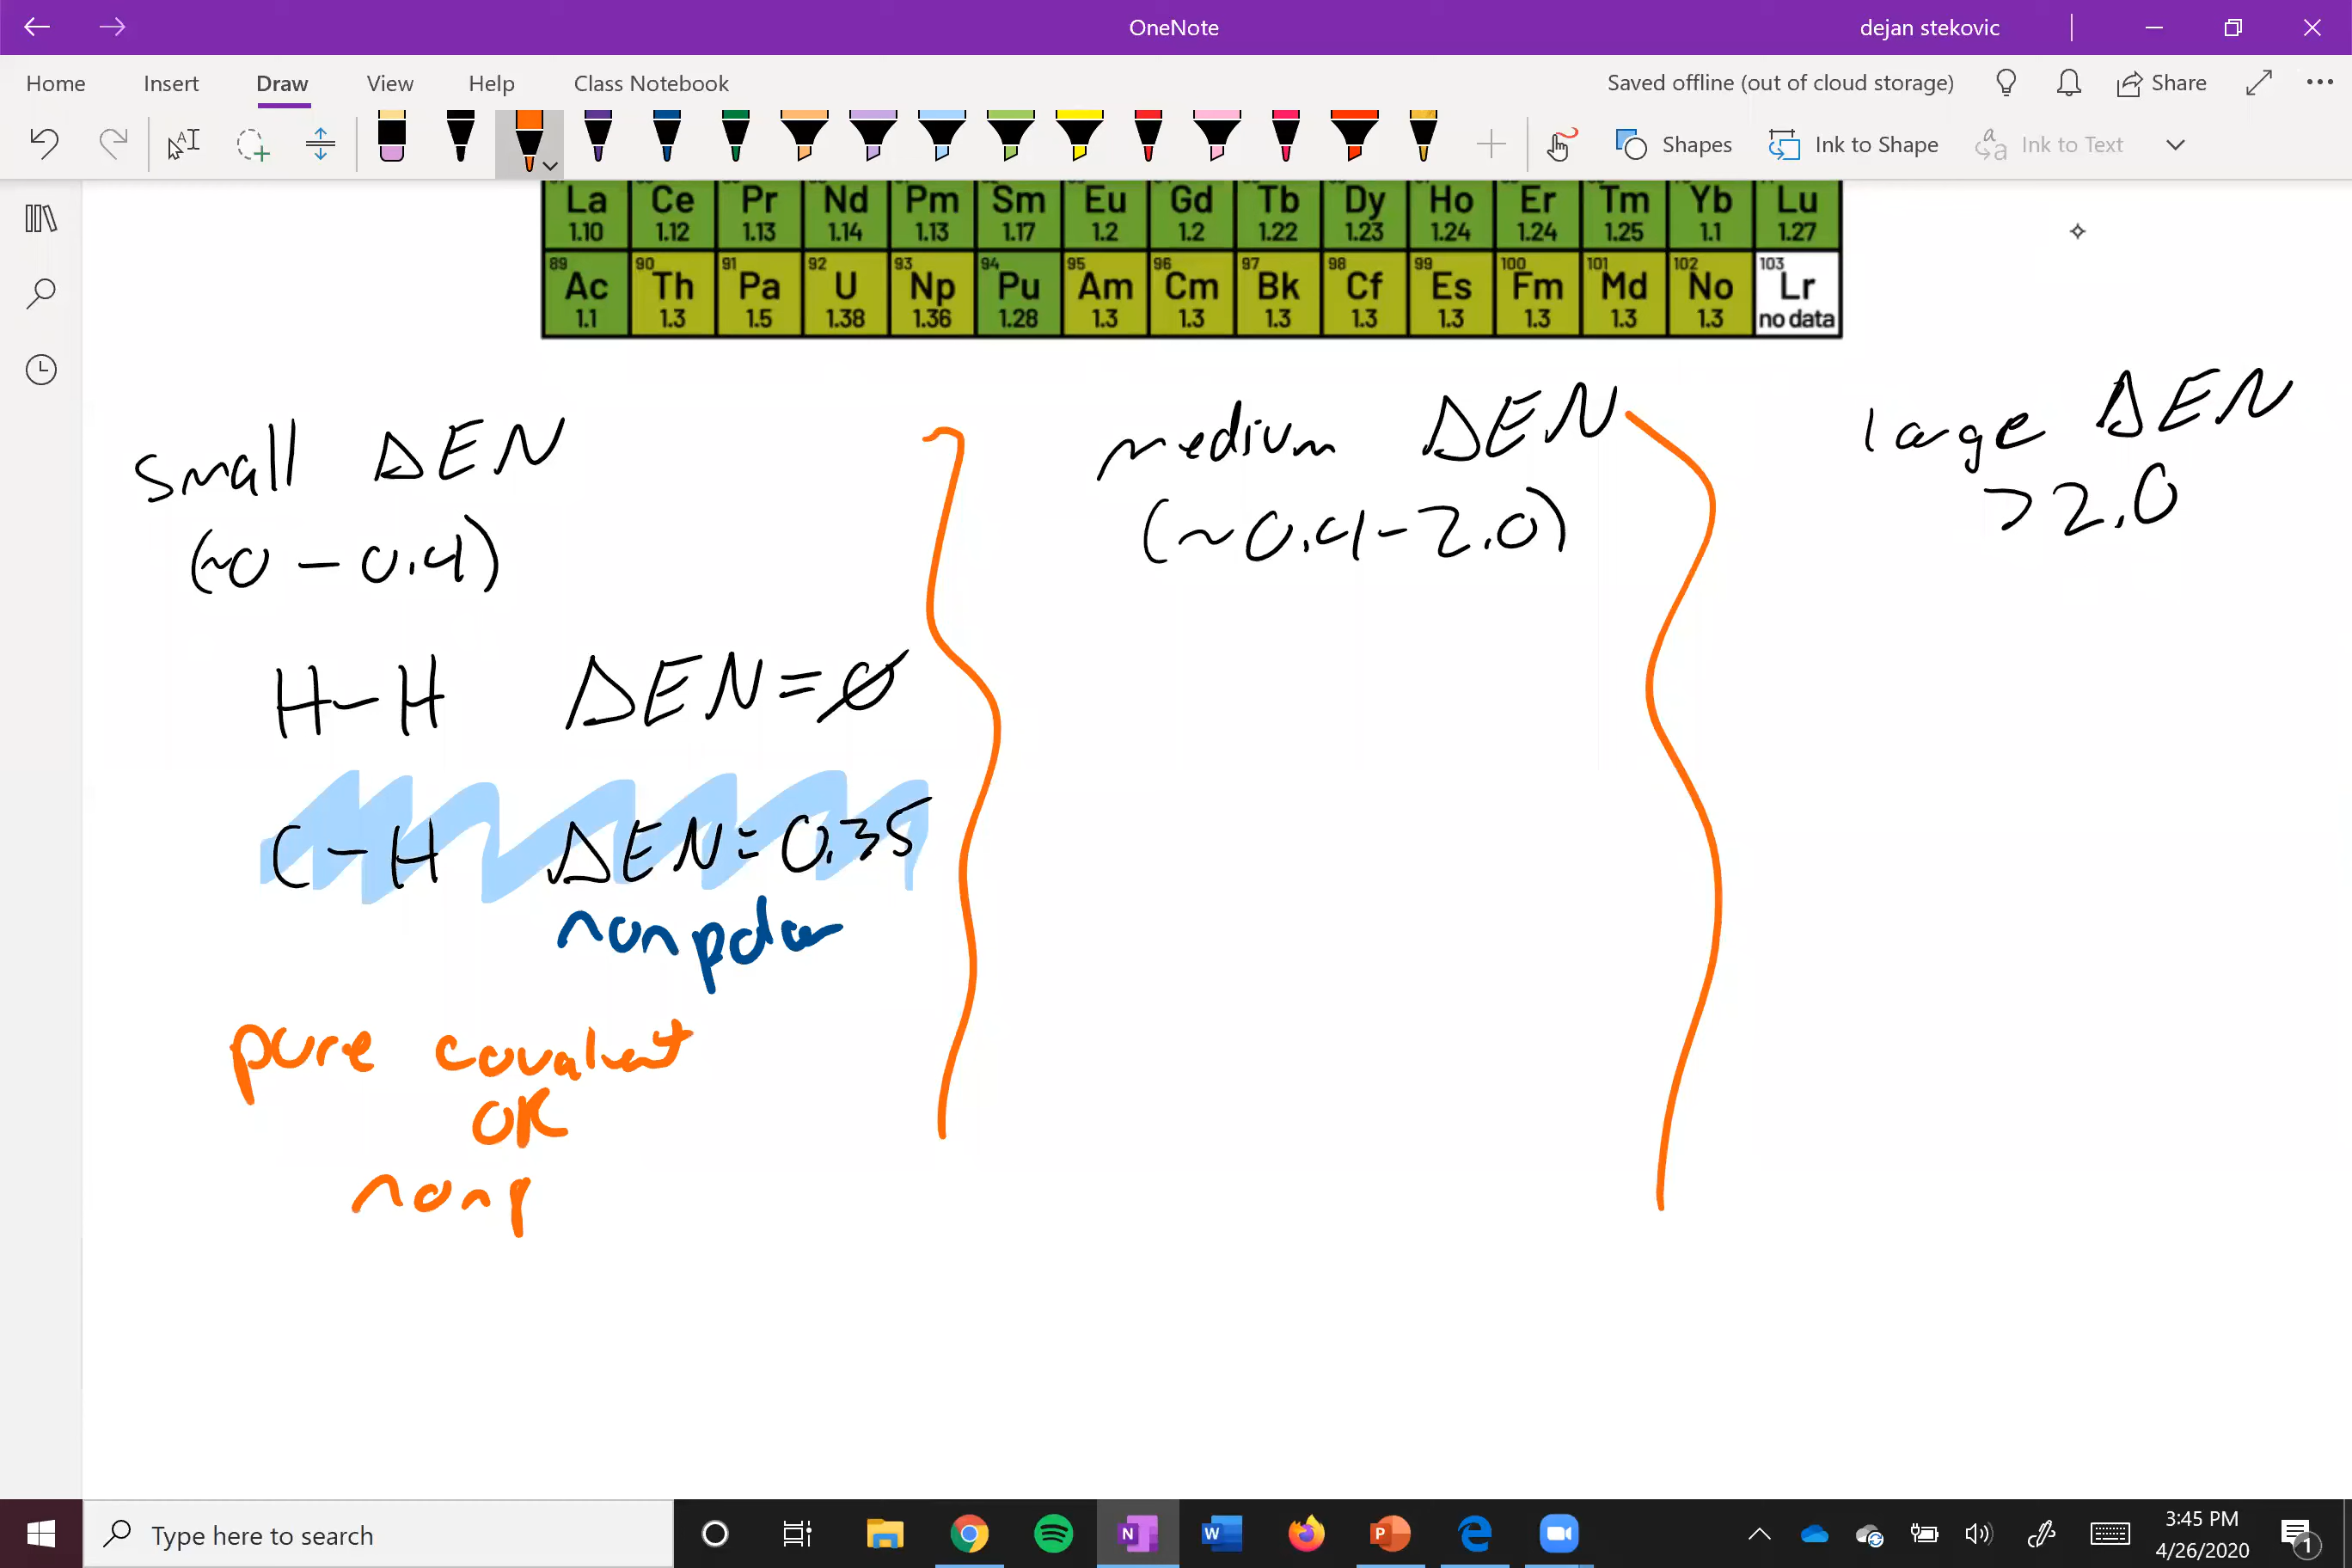 OneNote
dejan stekovic
Home Insert Draw View Help Class Notebook
Saved offline (out of cloud storage) Share
Shapes Ink to Shape Ink to Text
La Ce Pr Nd Pm Sm Eu Gd Tb Dy Ho Er Tm Yb Lu
1.10 1.12 1.13 1.14 1.13 1.17 1.2 1.2 1.22 1.23 1.24 1.24 1.25 1.1 1.27
89 90 91 92 93 94 95 96 97 98 99 100 101 102 103
Ac Th Pa U Np Pu Am Cm Bk Cf Es Fm Md No Lr
1.1 1.3 1.5 1.38 1.36 1.28 1.3 1.3 1.3 1.3 1.3 1.3 1.3 1.3 no data
small ΔEN
(~0 – 0.4)
H–H ΔEN=∅
C–H ΔEN=0.35
nonpolar
pure covalent
OR
nonp
medium ΔEN
(~0.4–2.0)
large ΔEN
>2.0
Type here to search
3:45 PM
4/26/2020
1